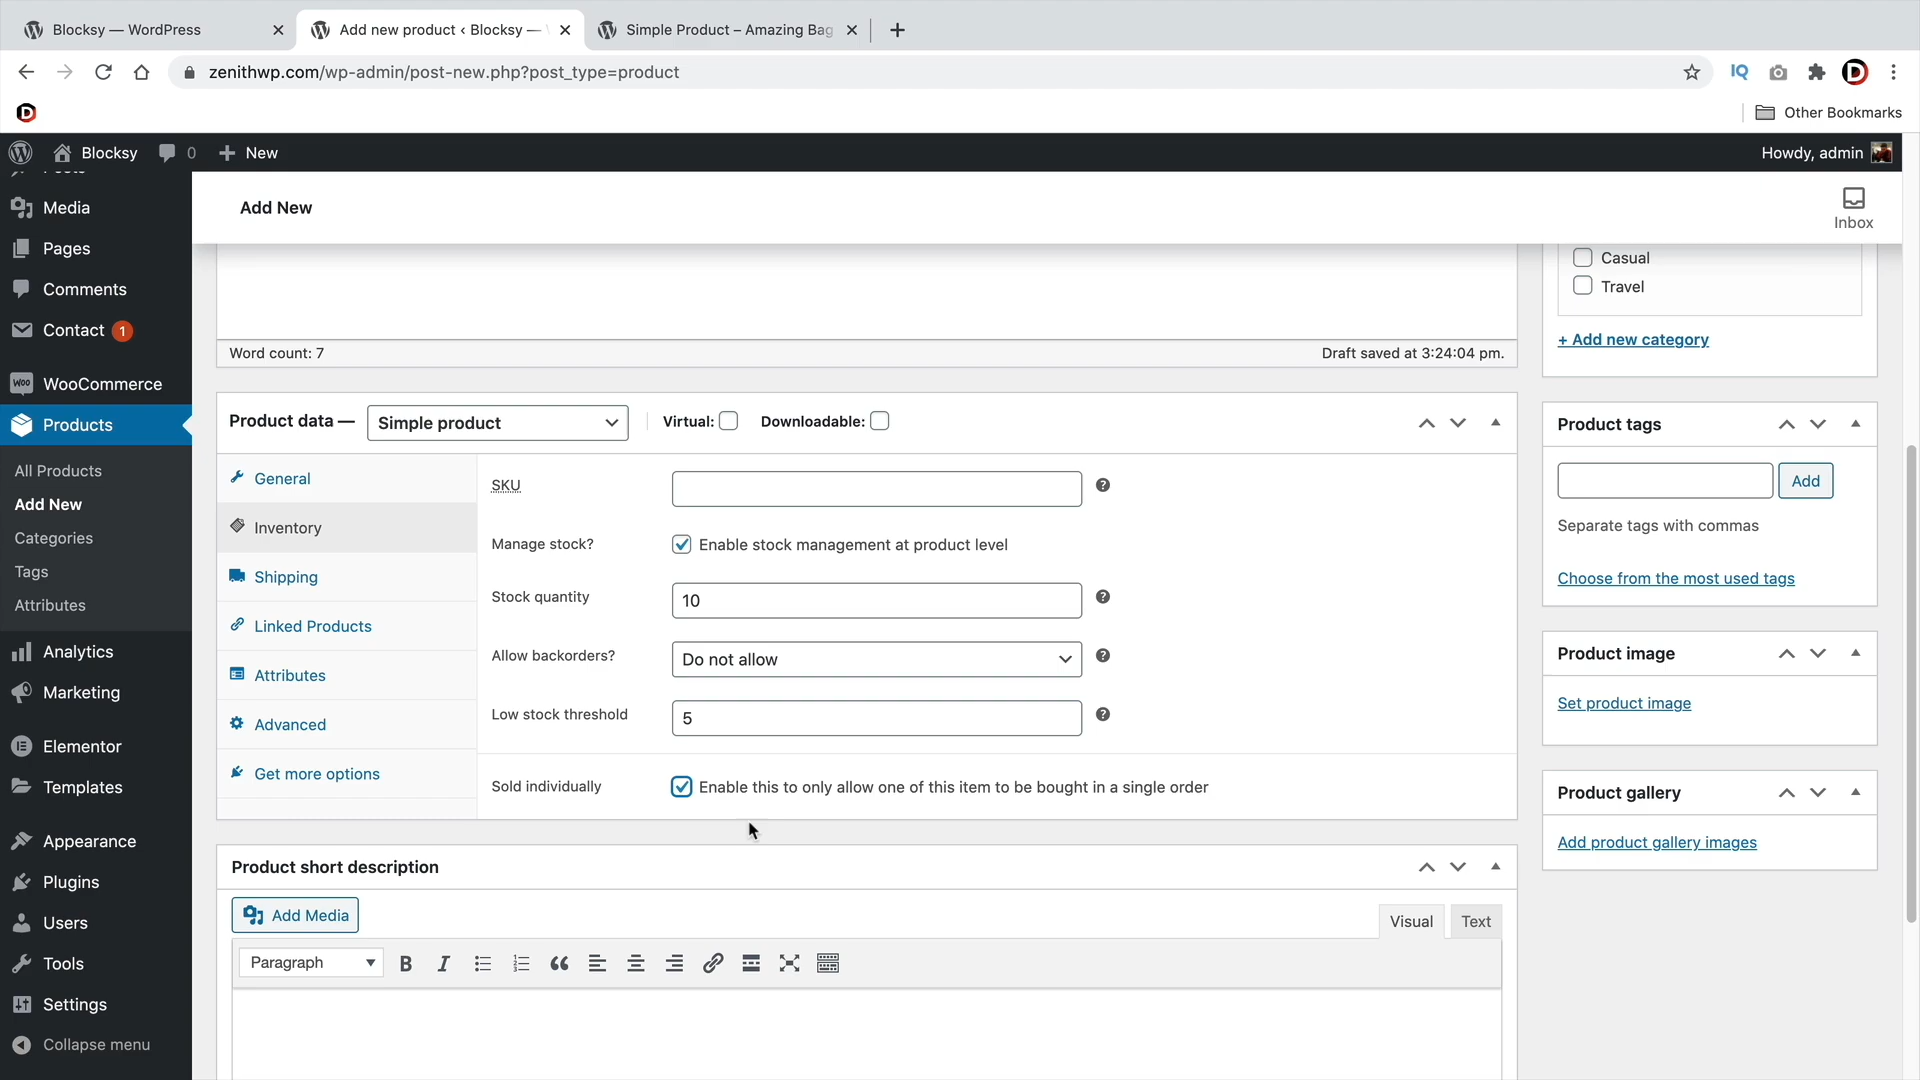 Blocksy — WordPress
Add new product ‹ Blocksy —
Simple Product – Amazing Bag
zenithwp.com/wp-admin/post-new.php?post_type=product
IQ
D
D
Other Bookmarks
Blocksy
0
New
Howdy, admin
Media
Pages
Comments
Contact 1
WOO WooCommerce
Products
All Products
Add New
Categories
Tags
Attributes
Analytics
Marketing
Elementor
Templates
Appearance
Plugins
Users
Tools
Settings
Collapse menu
Add New
Inbox
Word count: 7
Draft saved at 3:24:04 pm.
Product data —
Simple product
Virtual:
Downloadable:
General
Inventory
Shipping
Linked Products
Attributes
Advanced
Get more options
SKU
Manage stock?
Enable stock management at product level
Stock quantity
10
Allow backorders?
Do not allow
Low stock threshold
5
Sold individually
Enable this to only allow one of this item to be bought in a single order
Product short description
Add Media
Visual
Text
Paragraph
B
I
Casual
Travel
+ Add new category
Product tags
Add
Separate tags with commas
Choose from the most used tags
Product image
Set product image
Product gallery
Add product gallery images